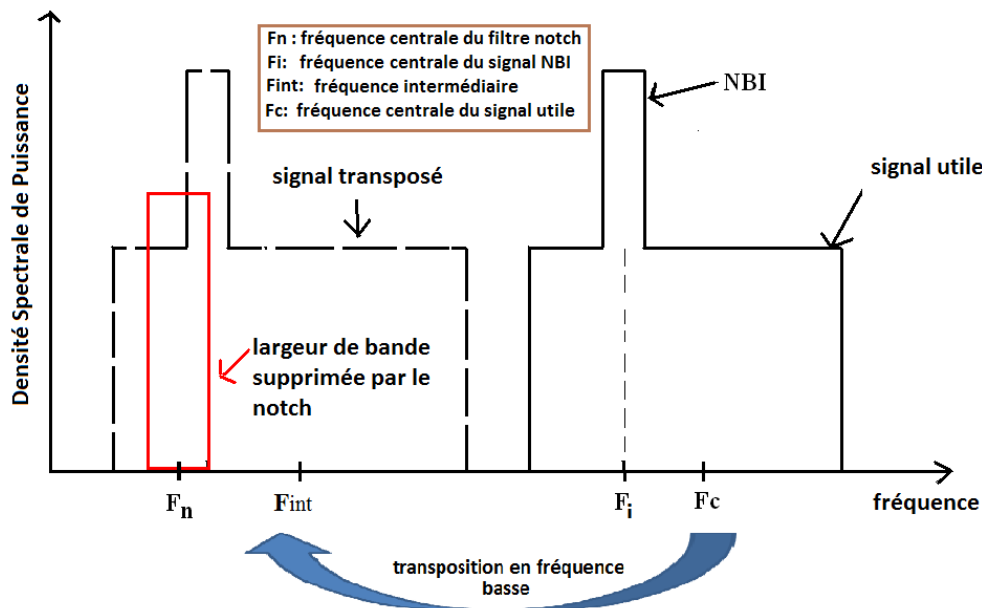 Fn : fréquence centrale du filtre notch
Fi: fréquence centrale du signal NBI
Fint: fréquence intermédiaire
Fc: fréquence centrale du signal utile
NBI
signal utile
signal transposé
Densité Spectrale de Puissance
largeur de bande
supprimée par le
notch
Fn
Fint
Fi
Fc
fréquence
transposition en fréquence
basse